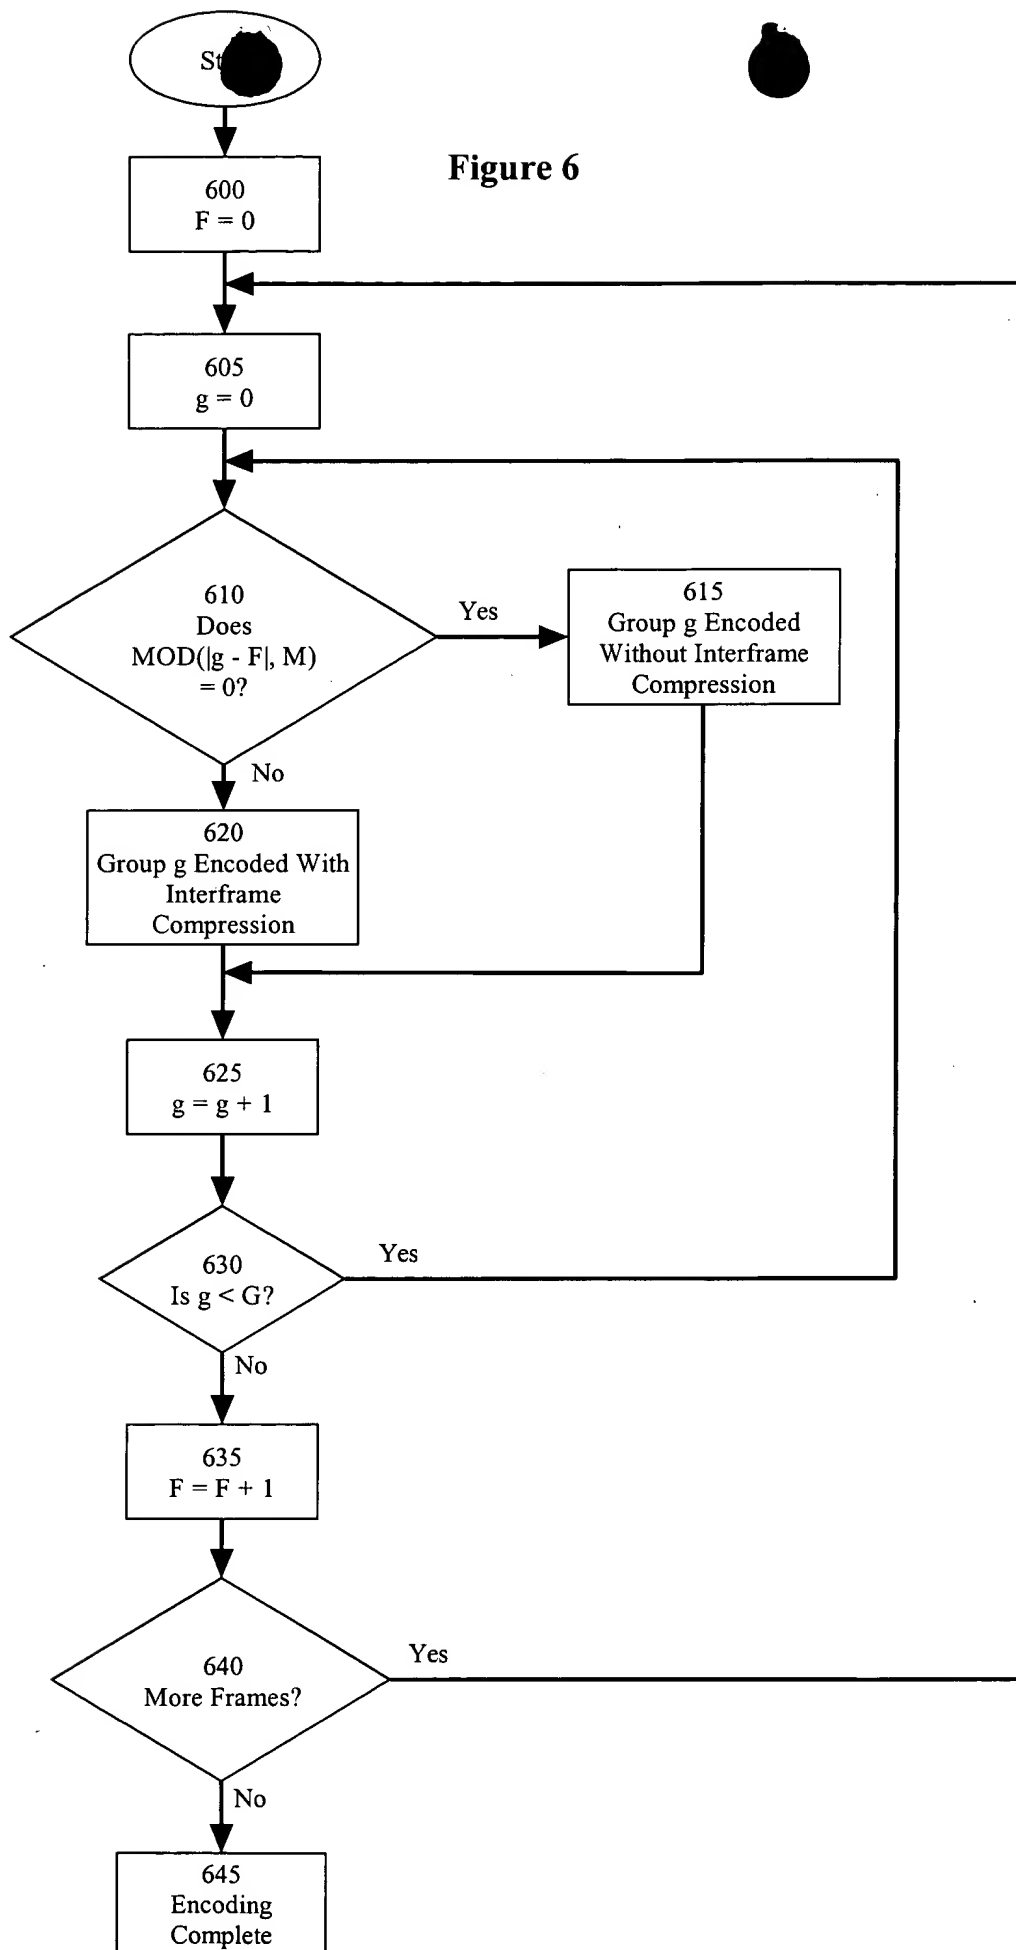 Figure 6
600
F = 0
605
g = 0
610
Does
MOD(|g - F|, M)
= 0?
Yes
615
Group g Encoded
Without Interframe
Compression
No
620
Group g Encoded With
Interframe
Compression
625
g = g + 1
630
Is g < G?
Yes
No
635
F = F + 1
640
More Frames?
Yes
No
645
Encoding
Complete